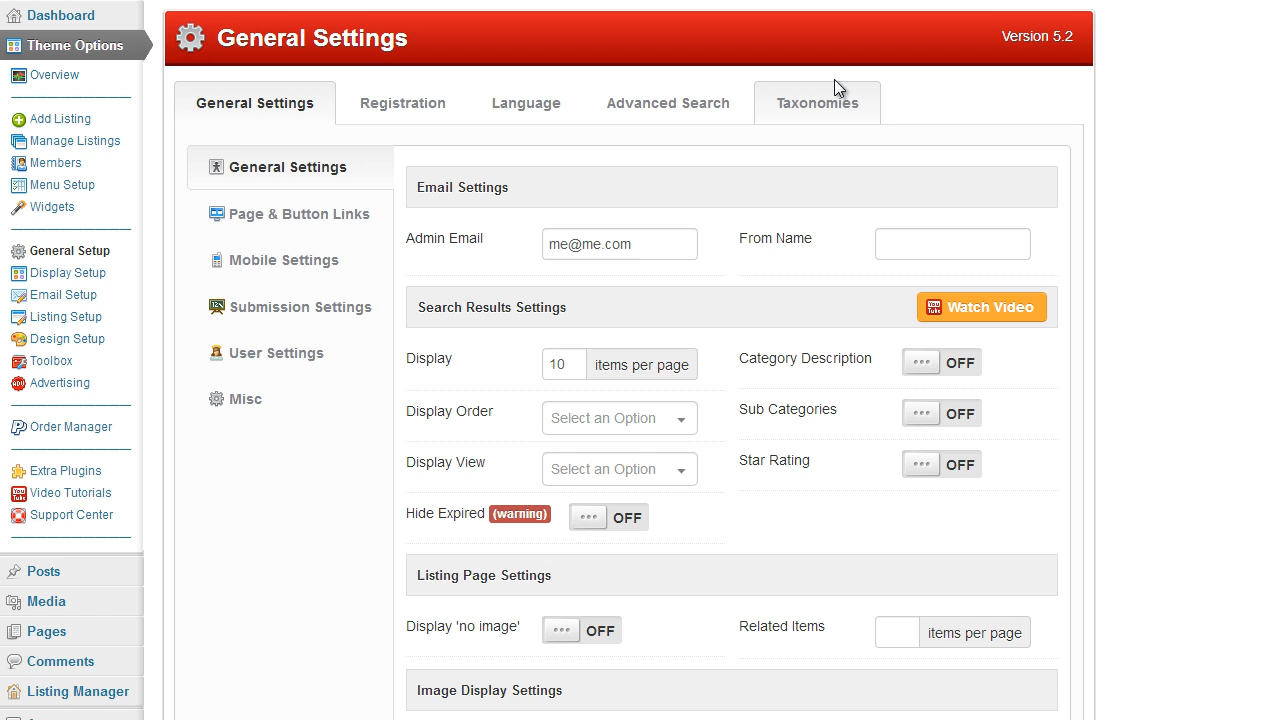 Dashboard
Theme Options
Overview
Add Listing
Manage Listings
Members
Menu Setup
Widgets
General Setup
Display Setup
Email Setup
Listing Setup
Design Setup
Toolbox
Advertising
Order Manager
Extra Plugins
Video Tutorials
Support Center
Posts
Media
Pages
Comments
Listing Manager
General Settings
Version 5.2
General Settings Registration Language Advanced Search Taxonomies
General Settings
Page & Button Links
Mobile Settings
Submission Settings
User Settings
Misc
Email Settings
Admin Email me@me.com From Name
Search Results Settings Watch Video
Display 10 items per page Category Description OFF
Display Order Select an Option Sub Categories OFF
Display View Select an Option Star Rating OFF
Hide Expired (warning) OFF
Listing Page Settings
Display 'no image' OFF Related Items items per page
Image Display Settings